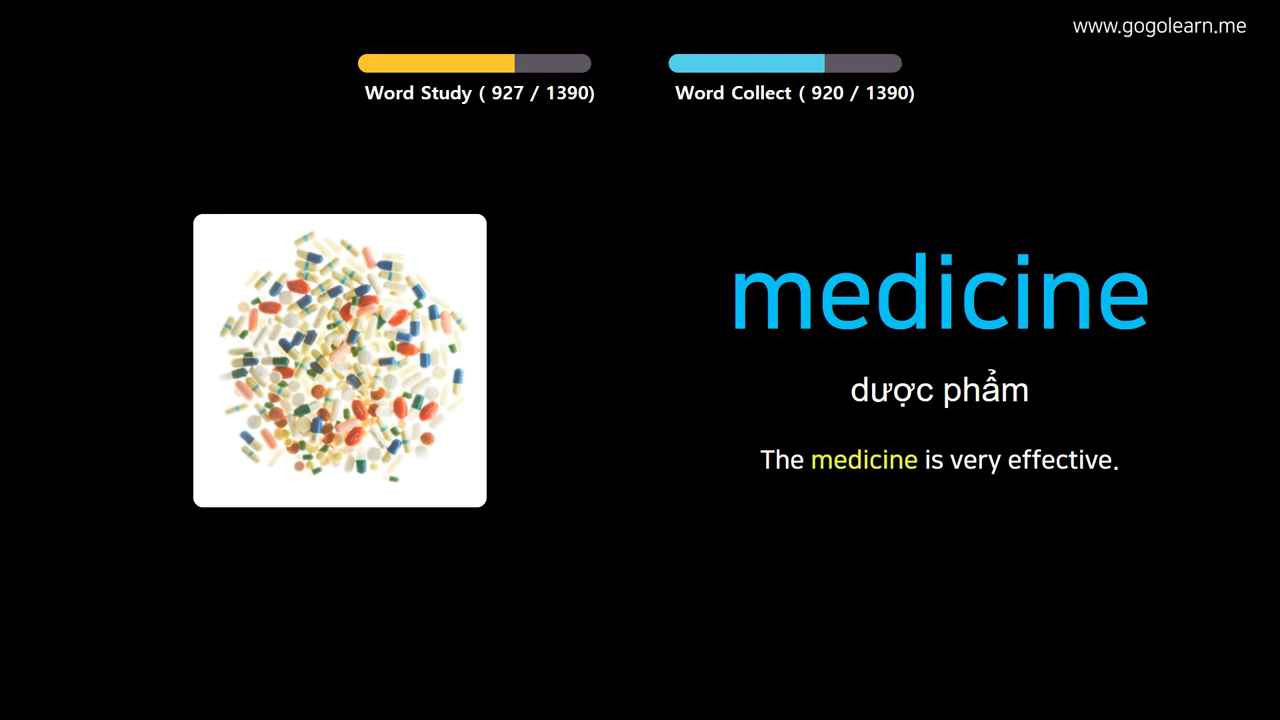 www.gogolearn.me
Word Study ( 927 / 1390)
Word Collect ( 920 / 1390)
medicine
dược phẩm
The medicine is very effective.